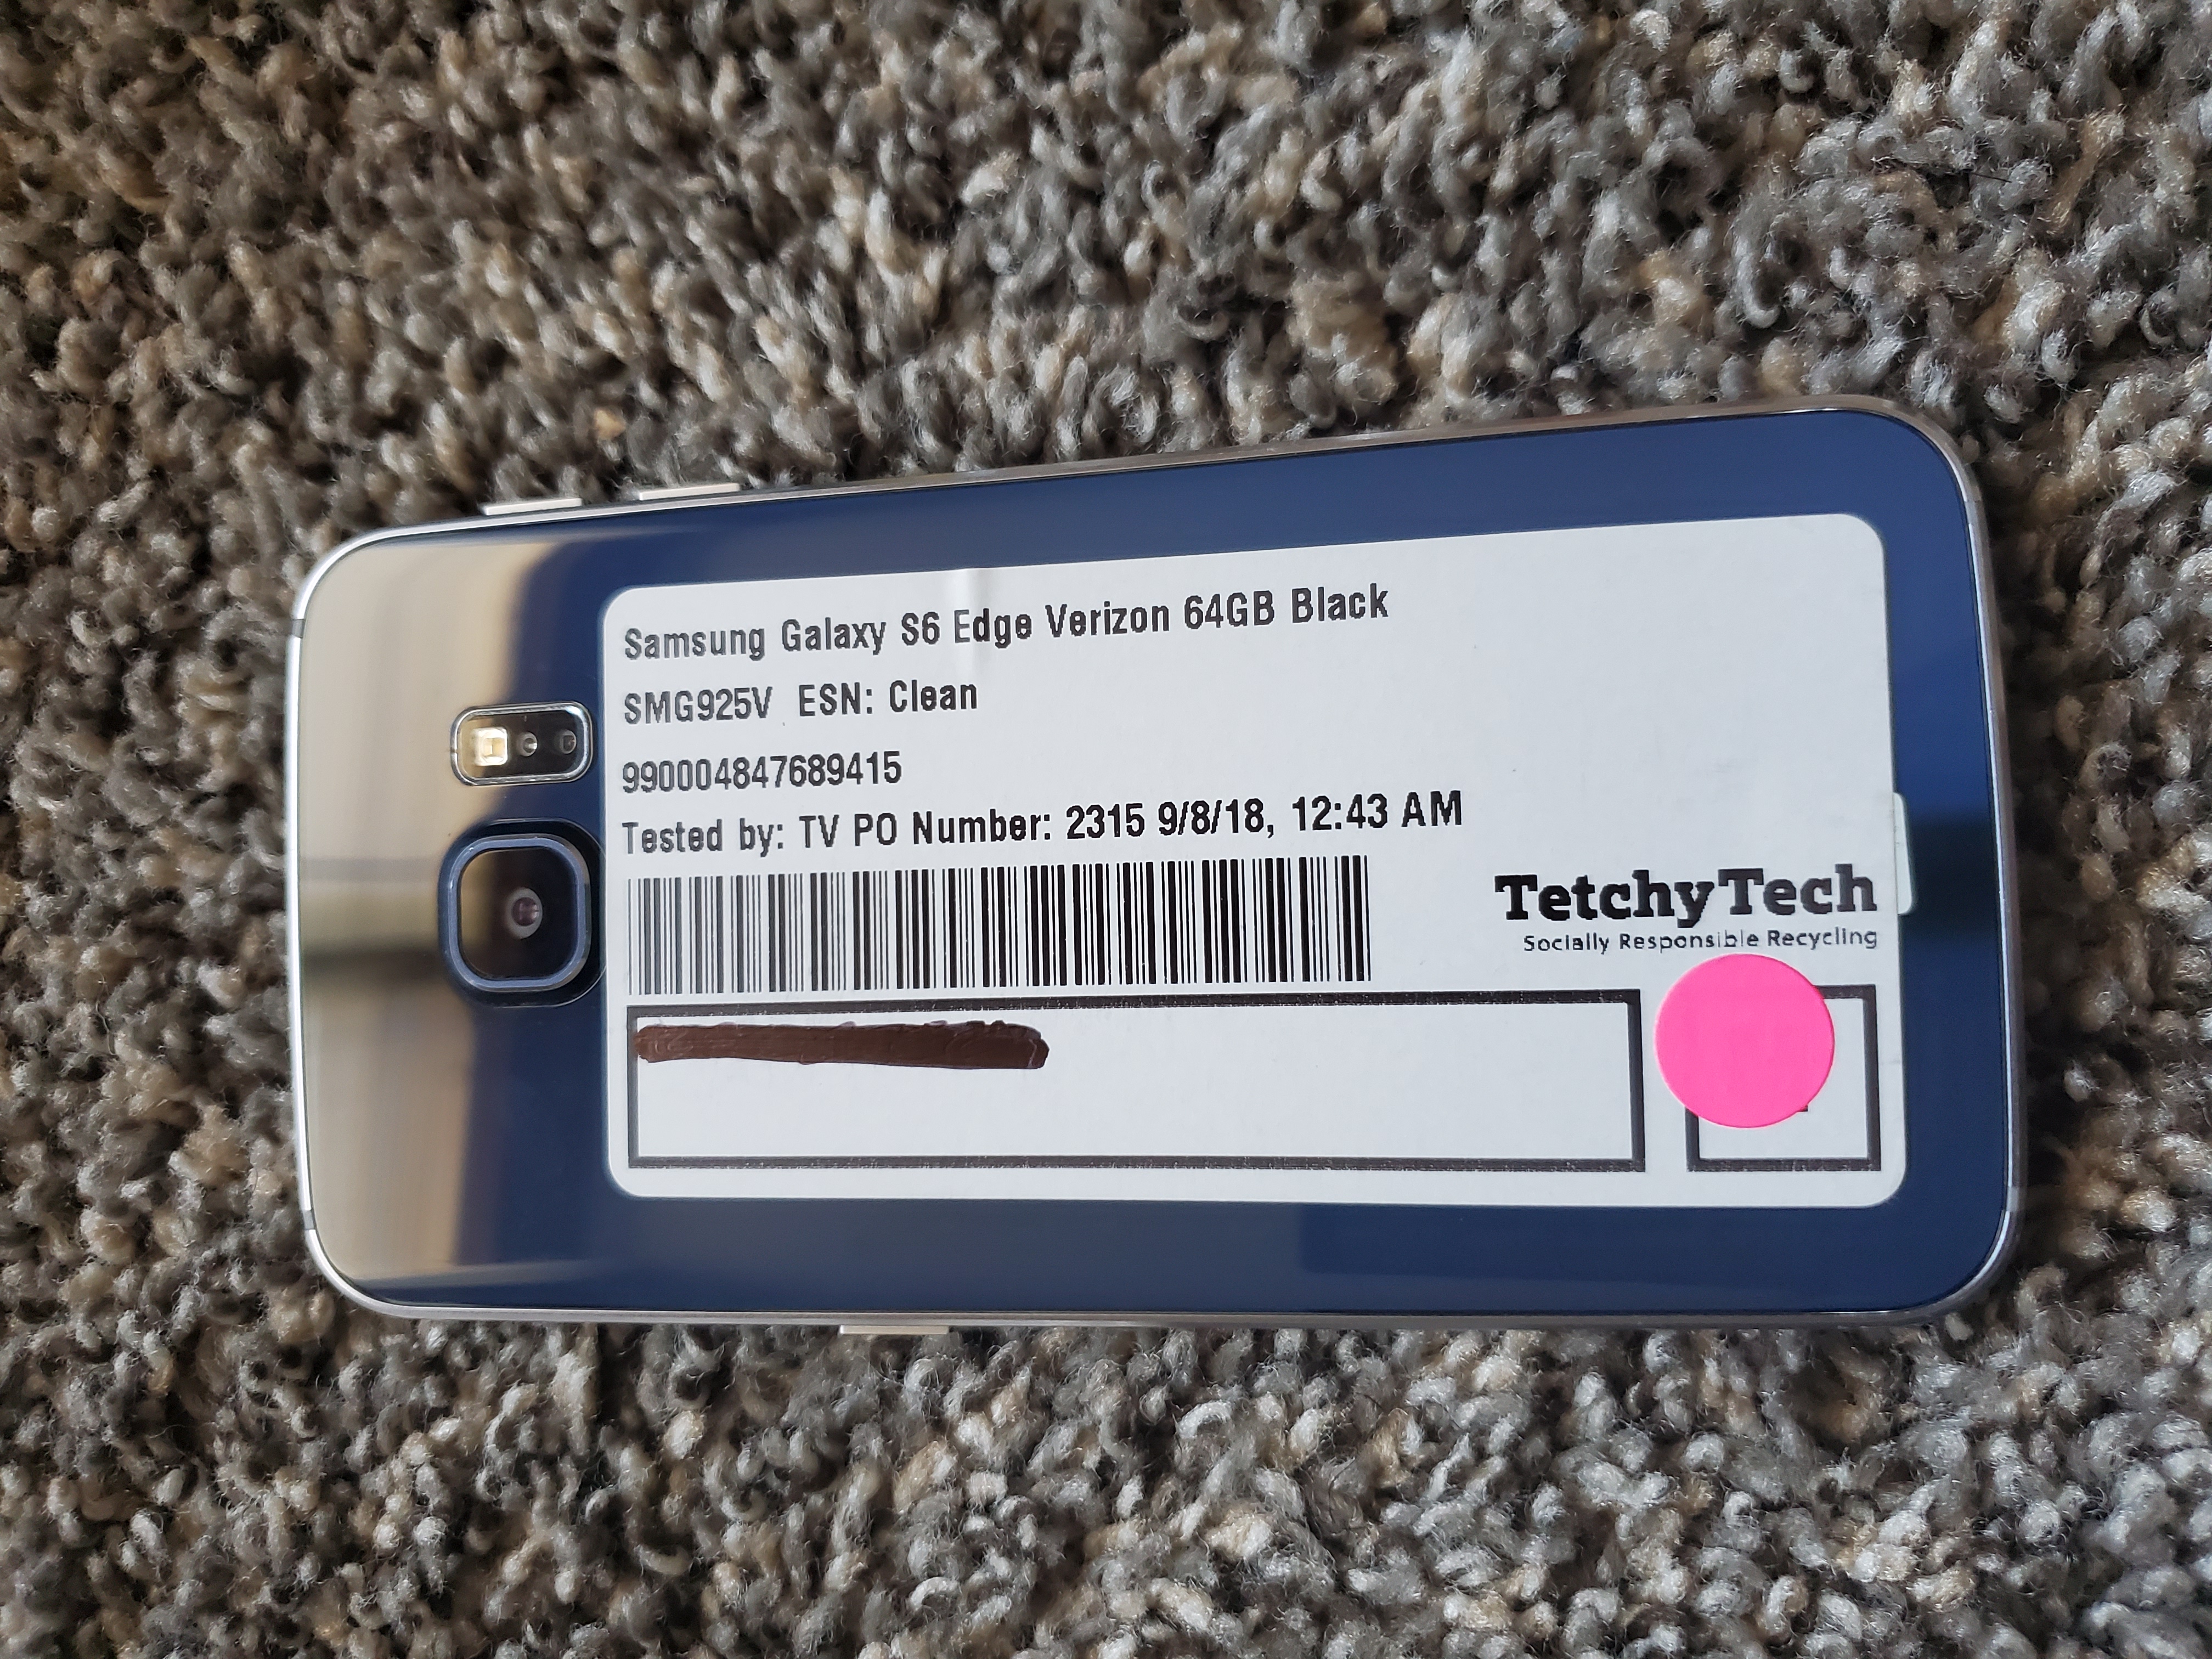 Samsung Galaxy S6 Edge Verizon 64GB Black
SMG925V ESN: Clean
990004847689415
Tested by: TV PO Number: 2315 9/8/18, 12:43 AM
TetchyTech
Socially Responsible Recycling